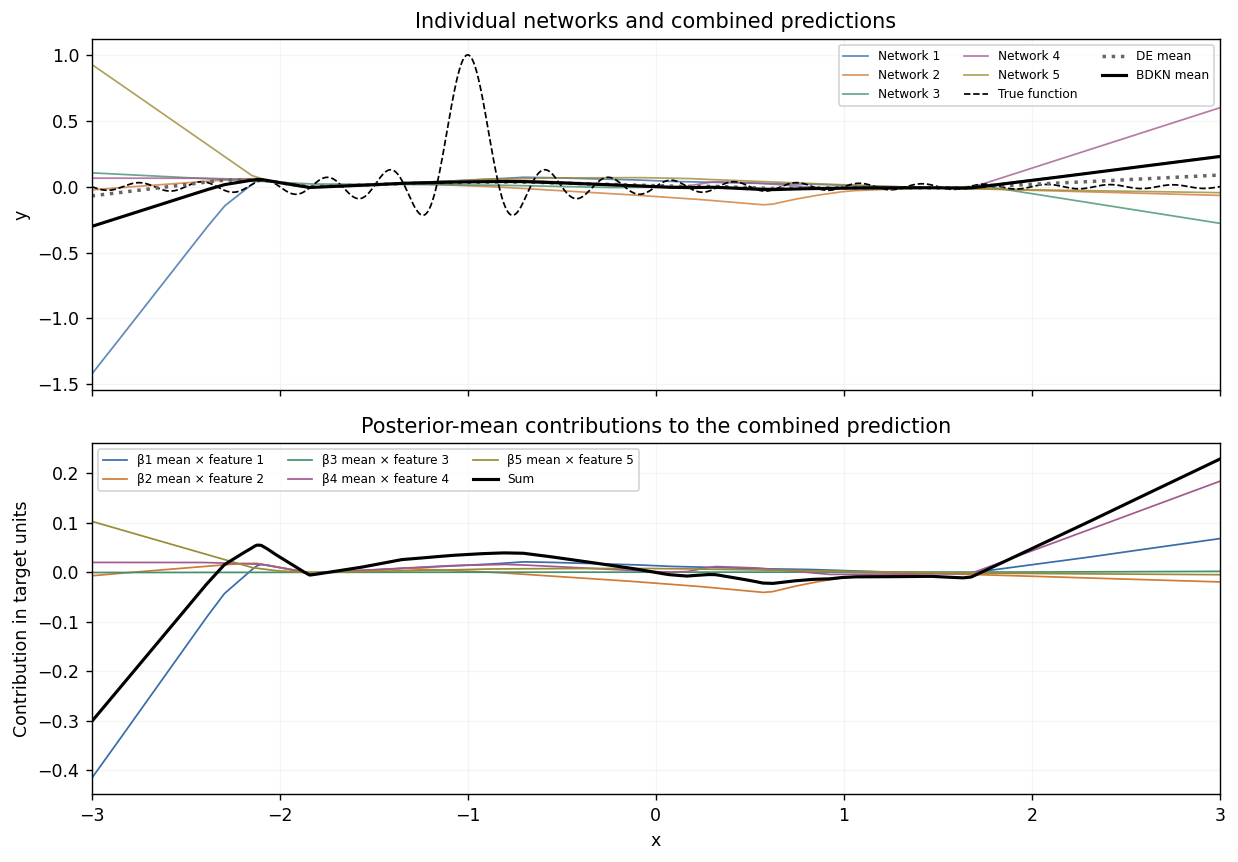 Individual networks and combined predictions
Network 1
Network 2
Network 3
Network 4
Network 5
True function
DE mean
BDKN mean
y
1.0
0.5
0.0
−0.5
−1.0
−1.5
Posterior-mean contributions to the combined prediction
β1 mean × feature 1
β2 mean × feature 2
β3 mean × feature 3
β4 mean × feature 4
β5 mean × feature 5
Sum
Contribution in target units
0.2
0.1
0.0
−0.1
−0.2
−0.3
−0.4
−3
−2
−1
0
1
2
3
x